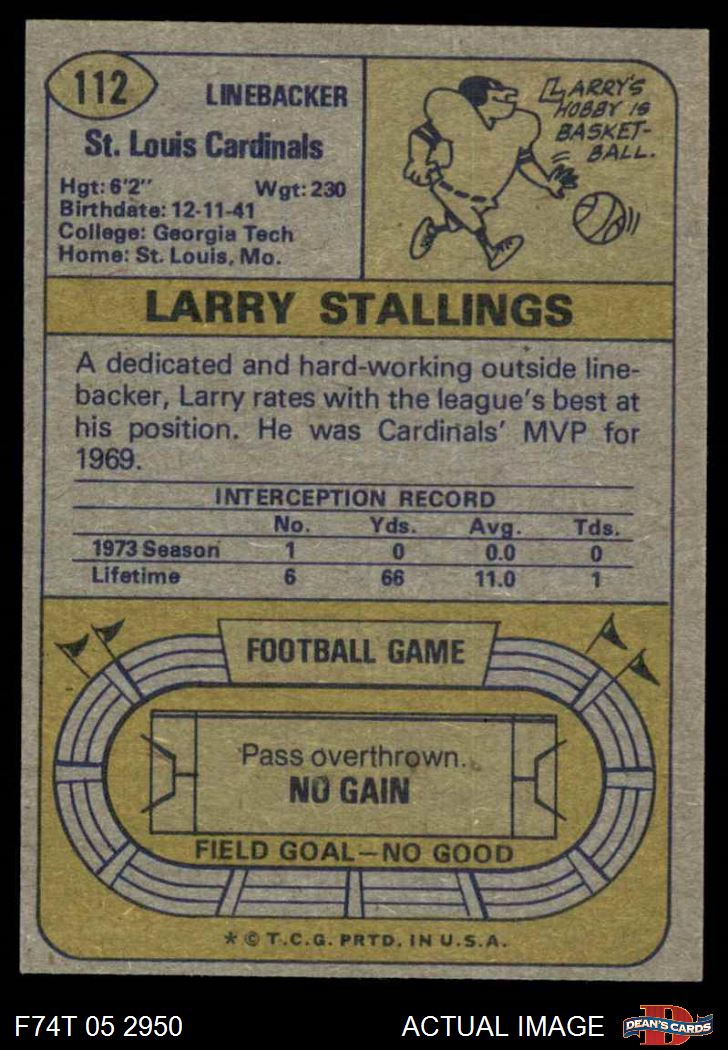 112
LINEBACKER
St. Louis Cardinals
Hgt: 6'2" Wgt: 230
Birthdate: 12-11-41
College: Georgia Tech
Home: St. Louis, Mo.
LARRY'S
HOBBY IS
BASKET-
BALL.
LARRY STALLINGS
A dedicated and hard-working outside line-
backer, Larry rates with the league's best at
his position. He was Cardinals' MVP for
1969.
INTERCEPTION RECORD
No. Yds. Avg. Tds.
1973 Season 1 0 0.0 0
Lifetime 6 66 11.0 1
FOOTBALL GAME
Pass overthrown.
NO GAIN
FIELD GOAL—NO GOOD
* © T.C.G. PRTD. IN U.S.A.
F74T 05 2950 ACTUAL IMAGE
D
DEAN'S CARDS